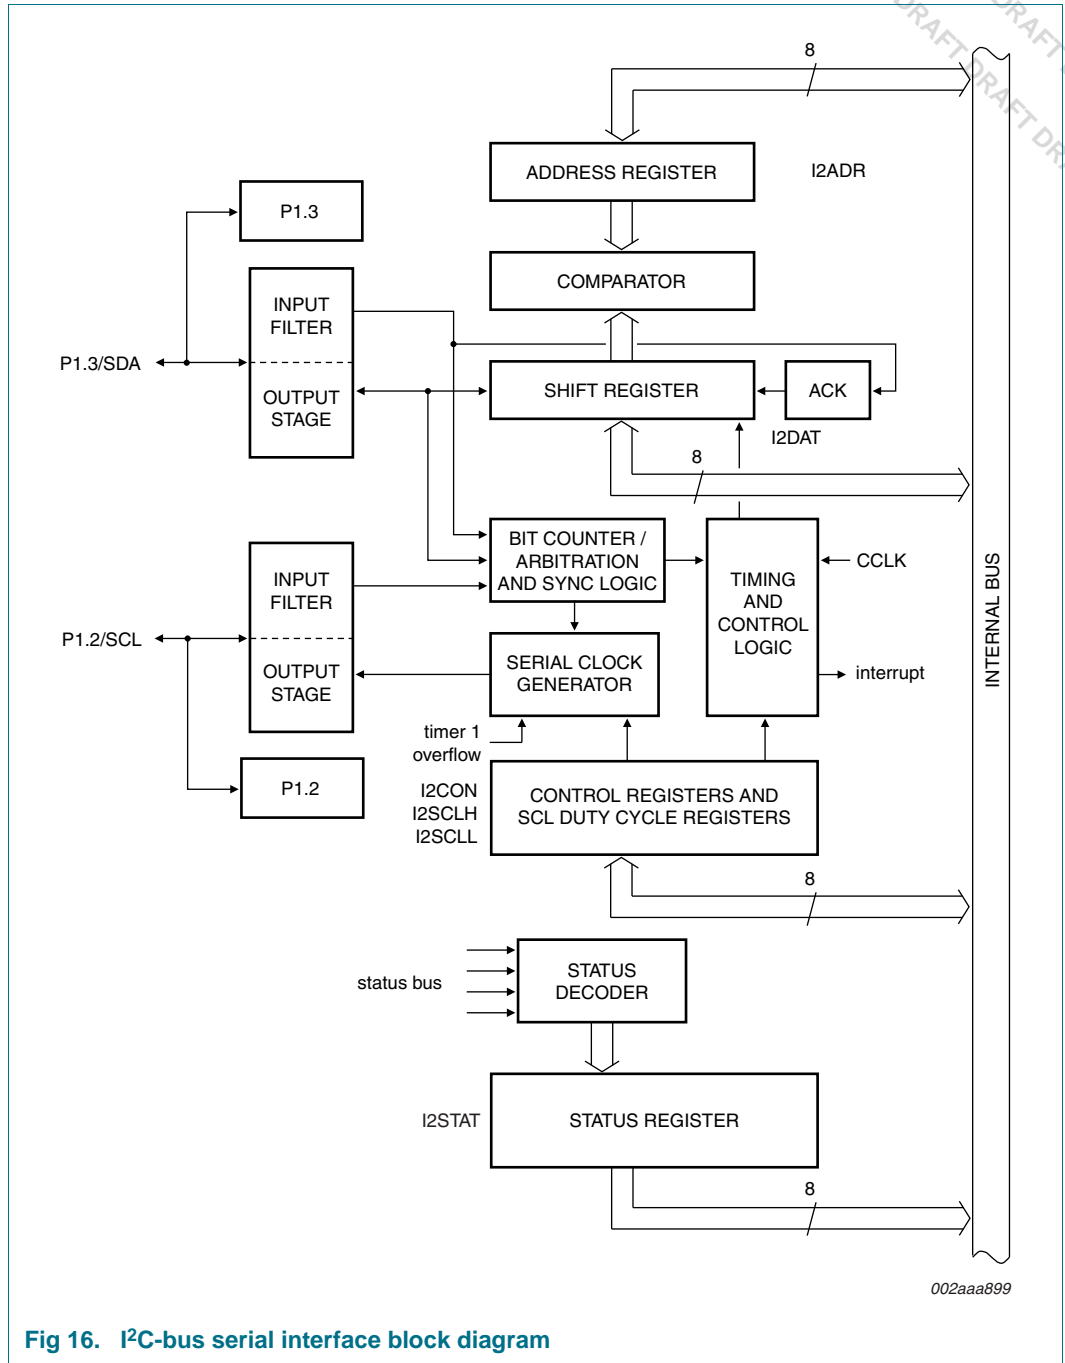 DRAFT DRAFT DRA
DRAFT
8
ADDRESS REGISTER
I2ADR
P1.3
COMPARATOR
INPUT
FILTER
P1.3/SDA
OUTPUT
STAGE
SHIFT REGISTER
ACK
I2DAT
8
BIT COUNTER /
ARBITRATION
AND SYNC LOGIC
INPUT
FILTER
TIMING
AND
CONTROL
LOGIC
CCLK
INTERNAL BUS
P1.2/SCL
OUTPUT
STAGE
SERIAL CLOCK
GENERATOR
interrupt
timer 1
overflow
P1.2
I2CON
I2SCLH
I2SCLL
CONTROL REGISTERS AND
SCL DUTY CYCLE REGISTERS
8
status bus
STATUS
DECODER
I2STAT
STATUS REGISTER
8
002aaa899
Fig 16. I²C-bus serial interface block diagram